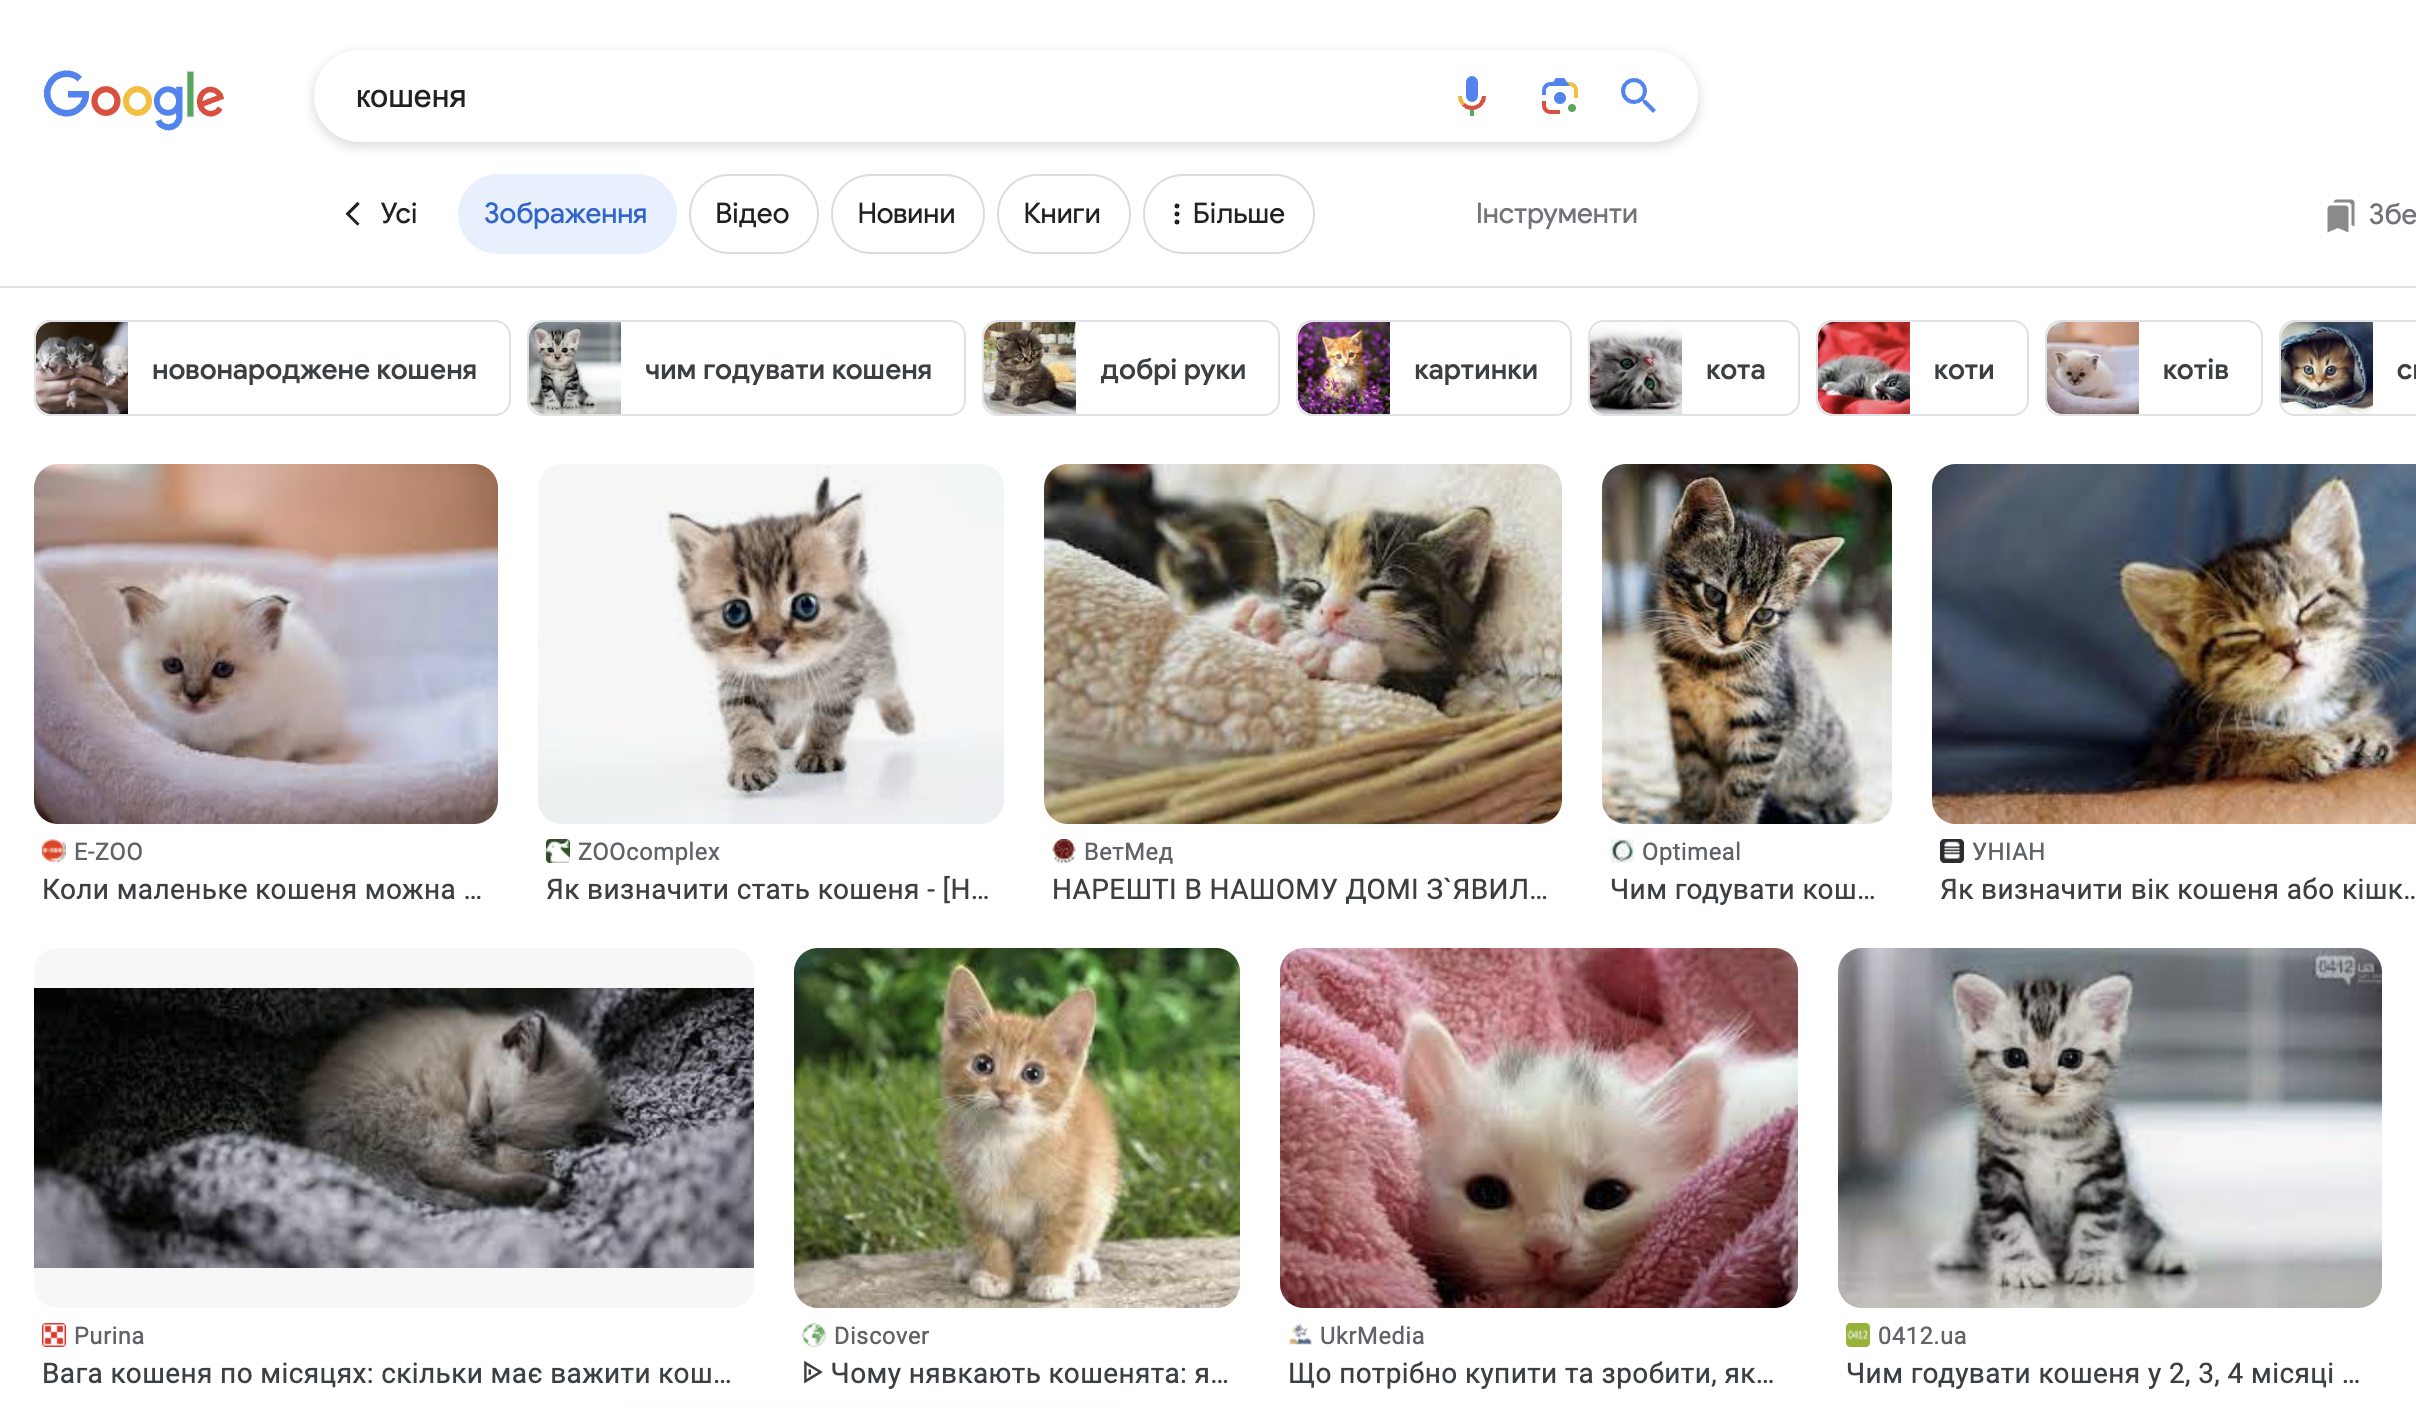 Google
кошеня
Усі
Зображення
Відео
Новини
Книги
Більше
Інструменти
Збе
новонароджене кошеня
чим годувати кошеня
добрі руки
картинки
кота
коти
котів
E-ZOO
Коли маленьке кошеня можна ...
ZOOcomplex
Як визначити стать кошеня - [Н...
ВетМед
НАРЕШТІ В НАШОМУ ДОМІ З`ЯВИЛ...
Optimeal
Чим годувати кош...
УНІАН
Як визначити вік кошеня або кішк...
0412.ua
Purina
Вага кошеня по місяцях: скільки має важити кош...
Discover
Чому нявкають кошенята: я...
UkrMedia
Що потрібно купити та зробити, як...
0412
0412.ua
Чим годувати кошеня у 2, 3, 4 місяці ...